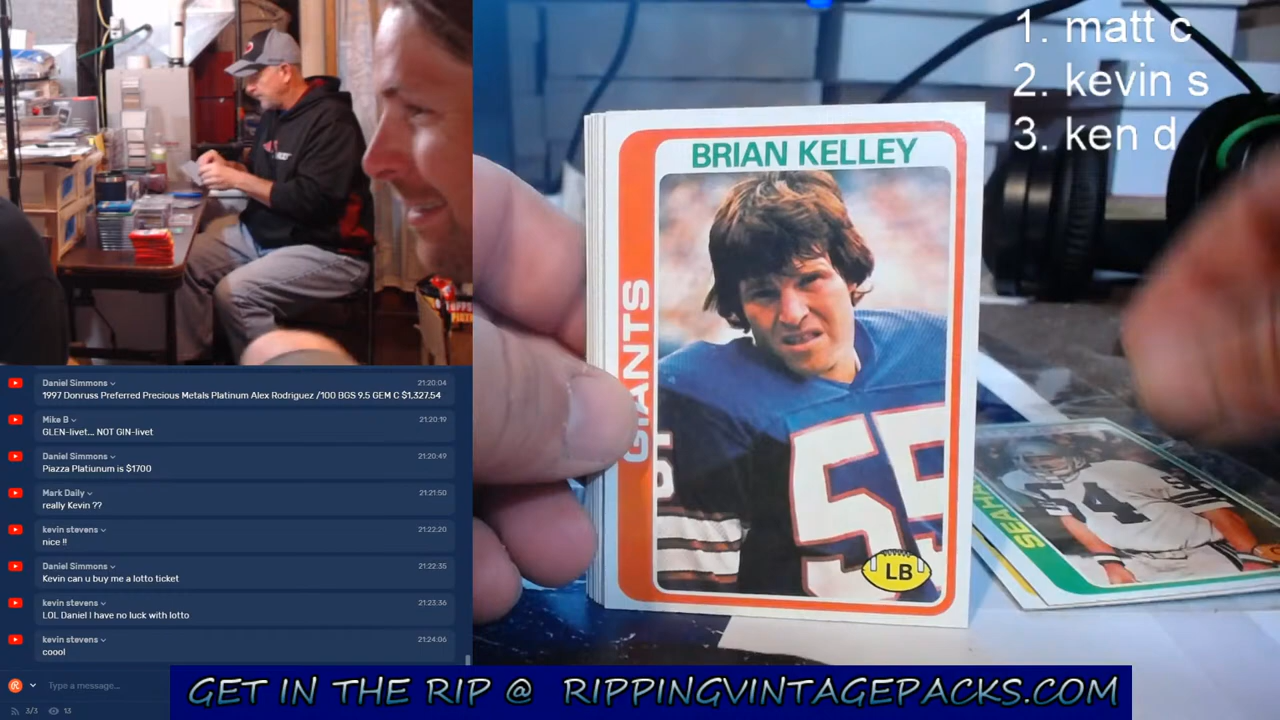 1. matt c
2. kevin s
3. ken d
BRIAN KELLEY
GIANTS
55
LB
54
Daniel Simmons 21:20:04
1997 Donruss Preferred Precious Metals Platinum Alex Rodriguez /100 BGS 9.5 GEM C $1,327.54
Mike B 21:20:19
GLEN-livet... NOT GIN-livet
Daniel Simmons 21:20:49
Piazza Platiunum is $1700
Mark Daily 21:21:50
really Kevin ??
kevin stevens 21:22:20
nice !!
Daniel Simmons 21:22:35
Kevin can u buy me a lotto ticket
kevin stevens 21:23:36
LOL Daniel I have no luck with lotto
kevin stevens 21:24:06
coool
Type a message...
3/3 13
GET IN THE RIP @ RIPPINGVINTAGEPACKS.COM